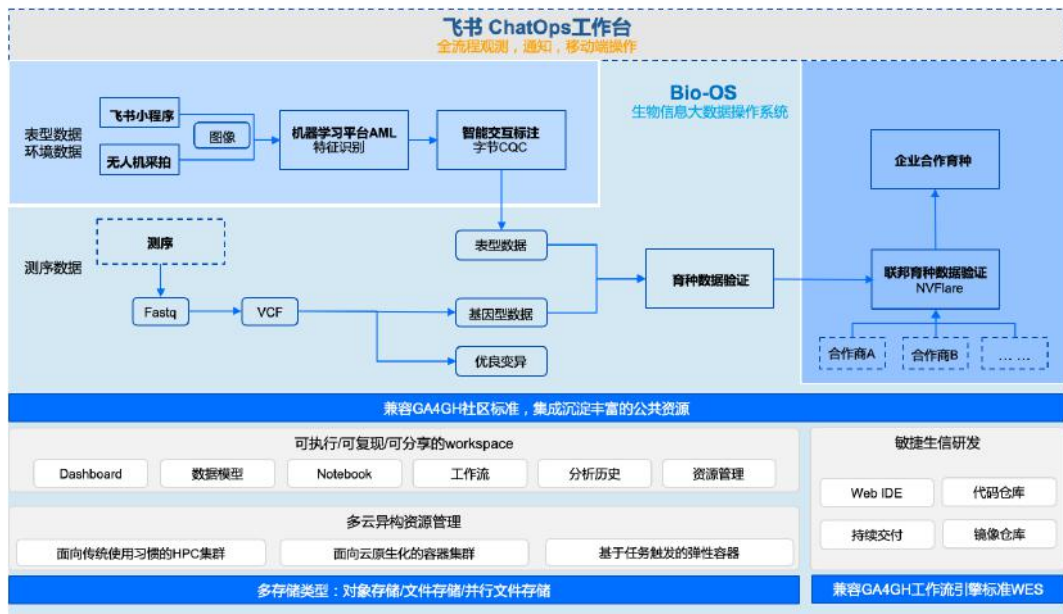 飞书 ChatOps工作台
全流程观测，通知，移动端操作
Bio-OS
生物信息大数据操作系统
表型数据
环境数据
飞书小程序
无人机采拍
图像
机器学习平台AML
特征识别
智能交互标注
字节CQC
企业合作育种
测序数据
测序
Fastq
VCF
表型数据
基因型数据
优良变异
育种数据验证
联邦育种数据验证
NVFlare
合作商A
合作商B
... ...
兼容GA4GH社区标准，集成沉淀丰富的公共资源
可执行/可复现/可分享的workspace
Dashboard
数据模型
Notebook
工作流
分析历史
资源管理
多云异构资源管理
面向传统使用习惯的HPC集群
面向云原生化的容器集群
基于任务触发的弹性容器
多存储类型：对象存储/文件存储/并行文件存储
敏捷生信研发
Web IDE
代码仓库
持续交付
镜像仓库
兼容GA4GH工作流引擎标准WES